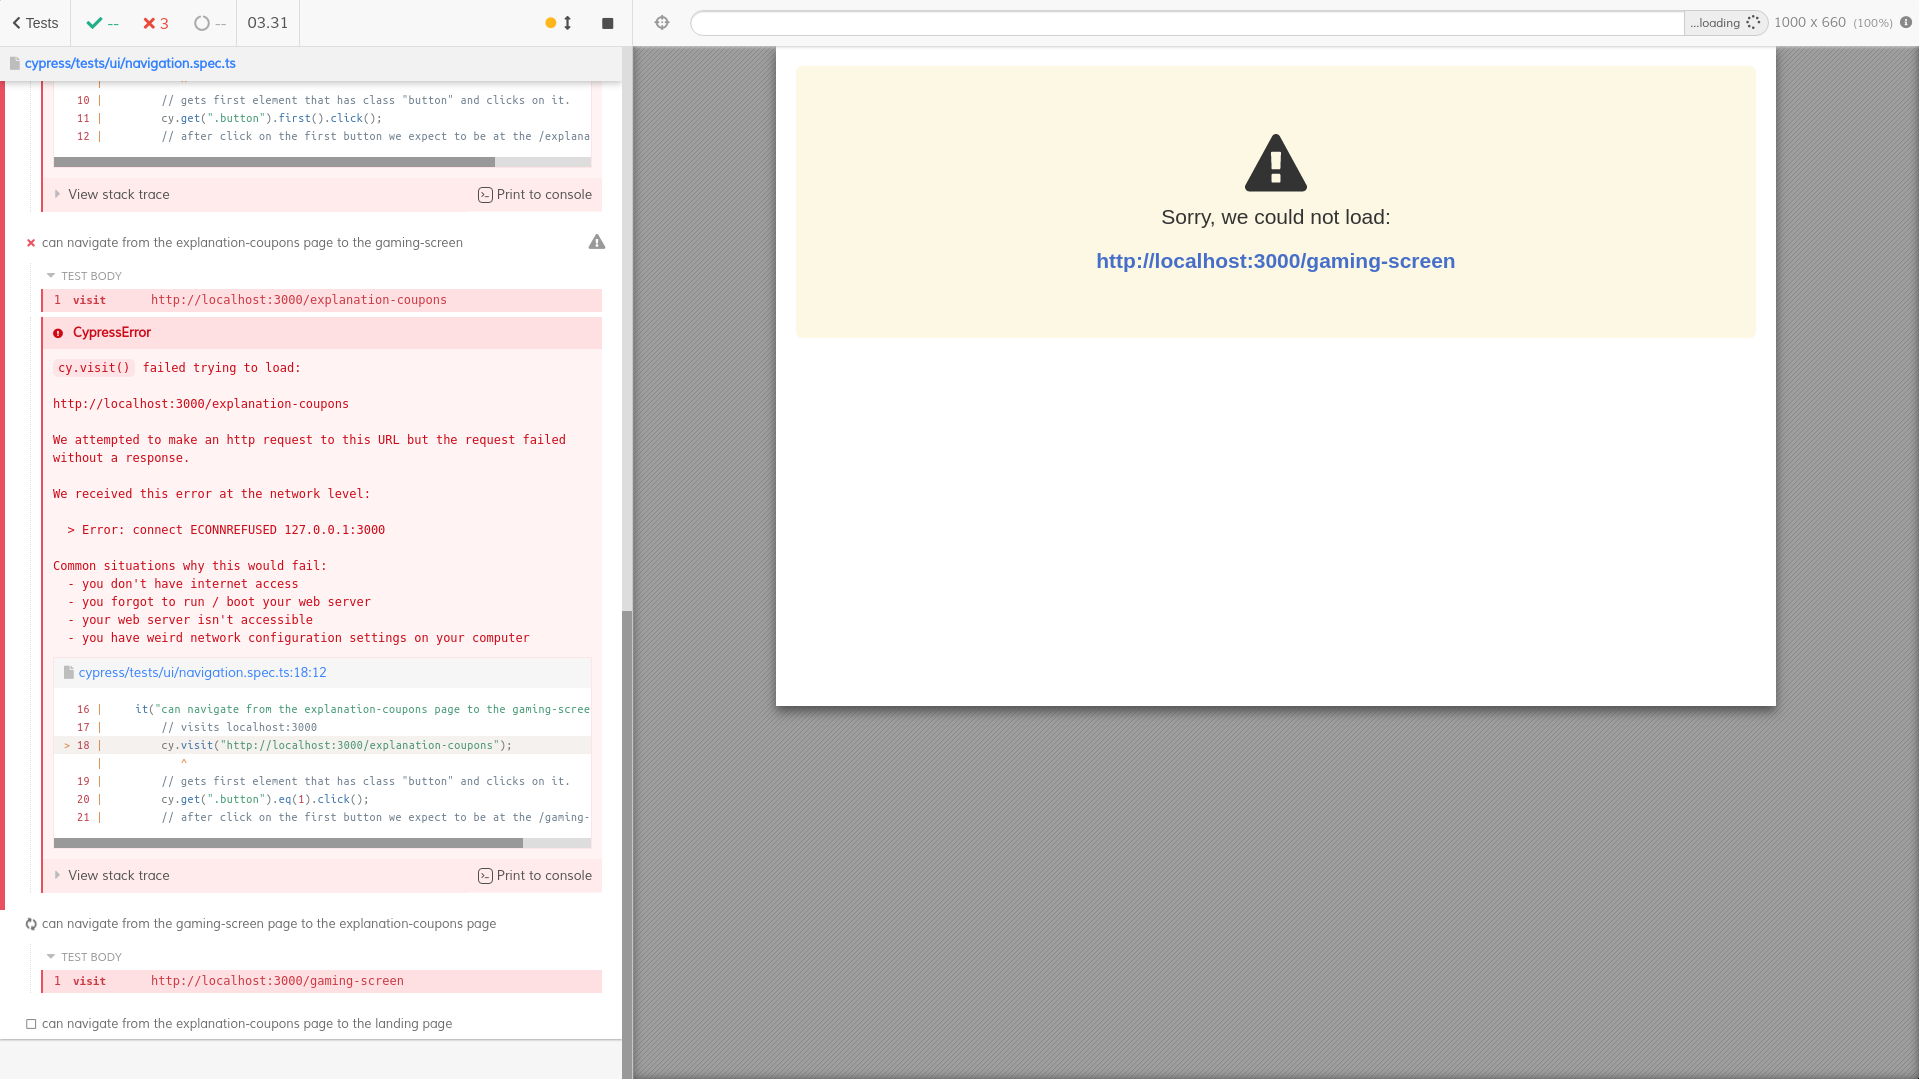 Tests
--
3
--
03.31
...loading
1000 x 660 (100%)
cypress/tests/ui/navigation.spec.ts
|
10 | // gets first element that has class "button" and clicks on it.
11 | cy.get(".button").first().click();
12 | // after click on the first button we expect to be at the /explana
View stack trace
Print to console
can navigate from the explanation-coupons page to the gaming-screen
TEST BODY
1 visit http://localhost:3000/explanation-coupons
CypressError
cy.visit() failed trying to load:
http://localhost:3000/explanation-coupons
We attempted to make an http request to this URL but the request failed
without a response.
We received this error at the network level:
> Error: connect ECONNREFUSED 127.0.0.1:3000
Common situations why this would fail:
- you don't have internet access
- you forgot to run / boot your web server
- your web server isn't accessible
- you have weird network configuration settings on your computer
cypress/tests/ui/navigation.spec.ts:18:12
16 | it("can navigate from the explanation-coupons page to the gaming-scree
17 | // visits localhost:3000
> 18 | cy.visit("http://localhost:3000/explanation-coupons");
| ^
19 | // gets first element that has class "button" and clicks on it.
20 | cy.get(".button").eq(1).click();
21 | // after click on the first button we expect to be at the /gaming-
View stack trace
Print to console
can navigate from the gaming-screen page to the explanation-coupons page
TEST BODY
1 visit http://localhost:3000/gaming-screen
can navigate from the explanation-coupons page to the landing page
Sorry, we could not load:
http://localhost:3000/gaming-screen